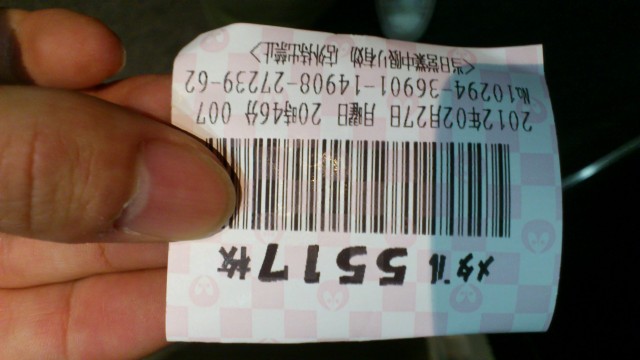 メダル 5517枚
2012年02月27日 月曜日 20時46分 007
№10294-36901-14908-27239-62
＜当日営業中限り有効 店外持出禁止＞